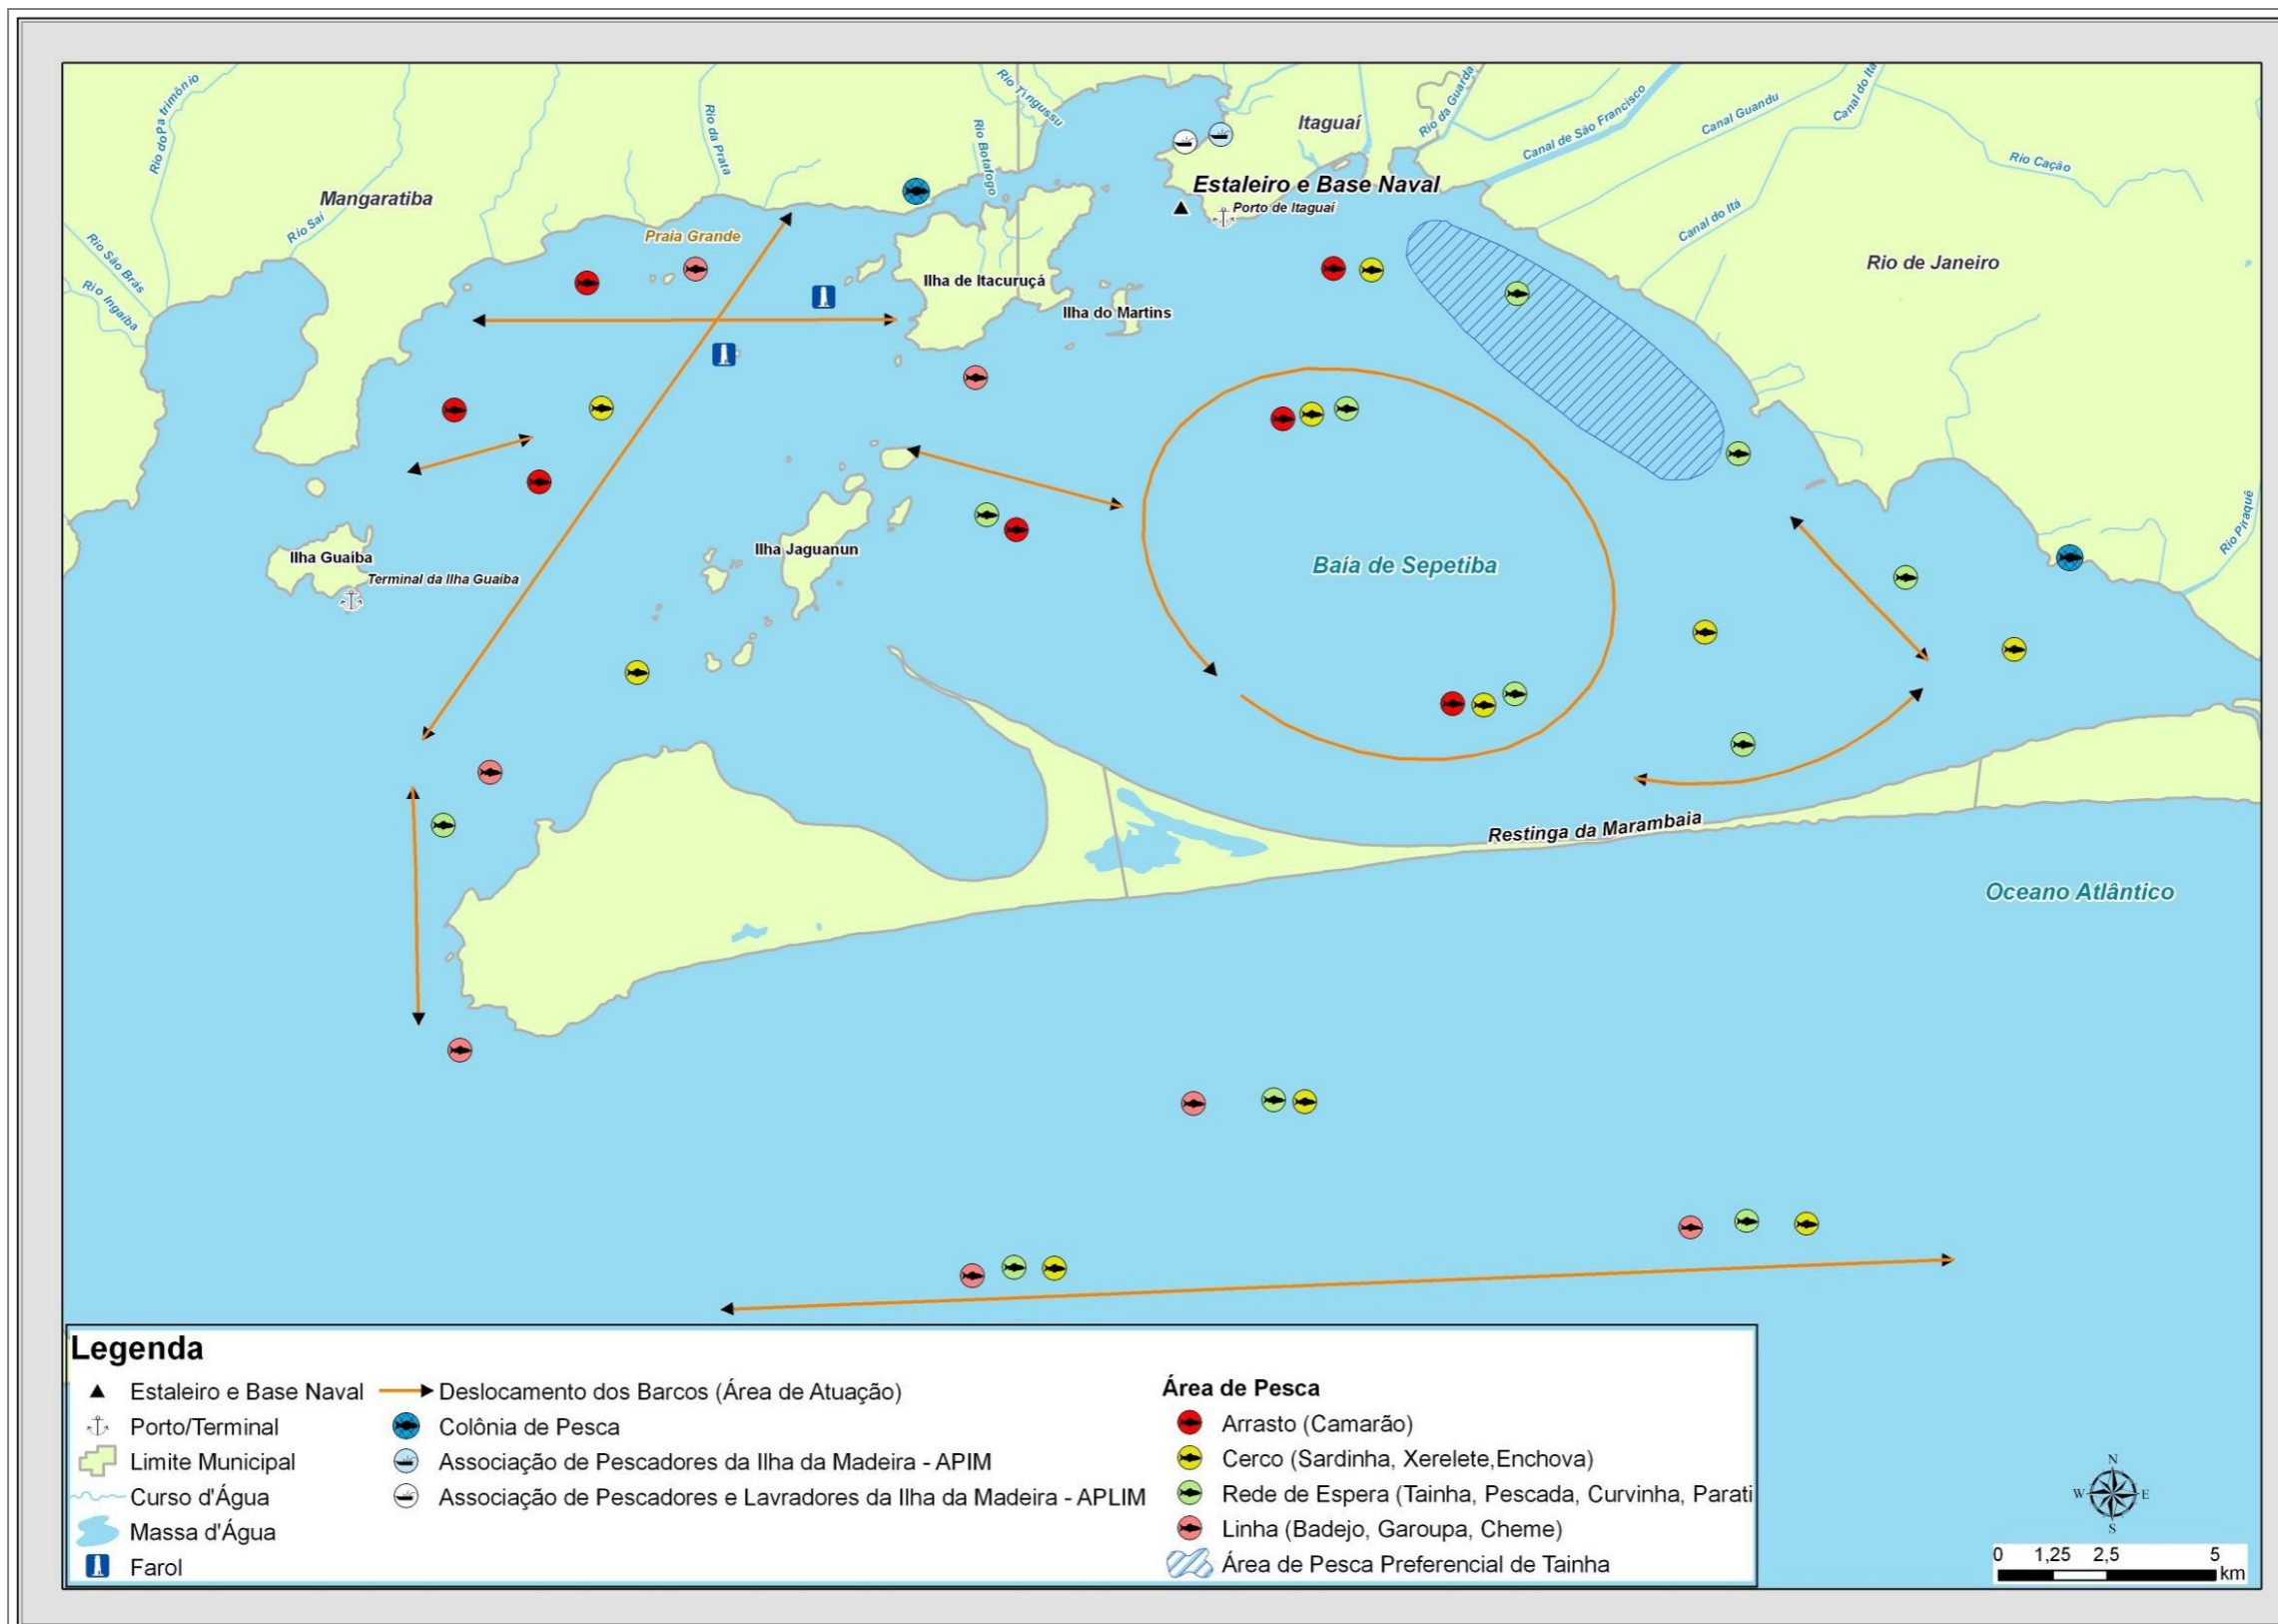 Rio do Patrimônio
Rio da Prata
Rio Tingussu
Rio Botafogo
Itaguaí
Rio da Guarda
Canal de São Francisco
Canal Guandu
Canal do Ita
Rio Cação
Mangaratiba
Rio Saí
Rio São Brás
Rio Ingaíba
Praia Grande
Estaleiro e Base Naval
Porto de Itaguaí
Canal do Itá
Rio de Janeiro
Ilha de Itacuruçá
Ilha do Martins
Rio Piraquê
Ilha Guaíba
Terminal da Ilha Guaíba
Ilha Jaguanun
Baía de Sepetiba
Restinga da Marambaia
Oceano Atlântico
Legenda
Estaleiro e Base Naval
Porto/Terminal
Limite Municipal
Curso d'Água
Massa d'Água
Farol
Deslocamento dos Barcos (Área de Atuação)
Colônia de Pesca
Associação de Pescadores da Ilha da Madeira - APIM
Associação de Pescadores e Lavradores da Ilha da Madeira - APLIM
Área de Pesca
Arrasto (Camarão)
Cerco (Sardinha, Xerelete,Enchova)
Rede de Espera (Tainha, Pescada, Curvinha, Parati
Linha (Badejo, Garoupa, Cheme)
Área de Pesca Preferencial de Tainha
N
W E
S
0 1,25 2,5 5
km